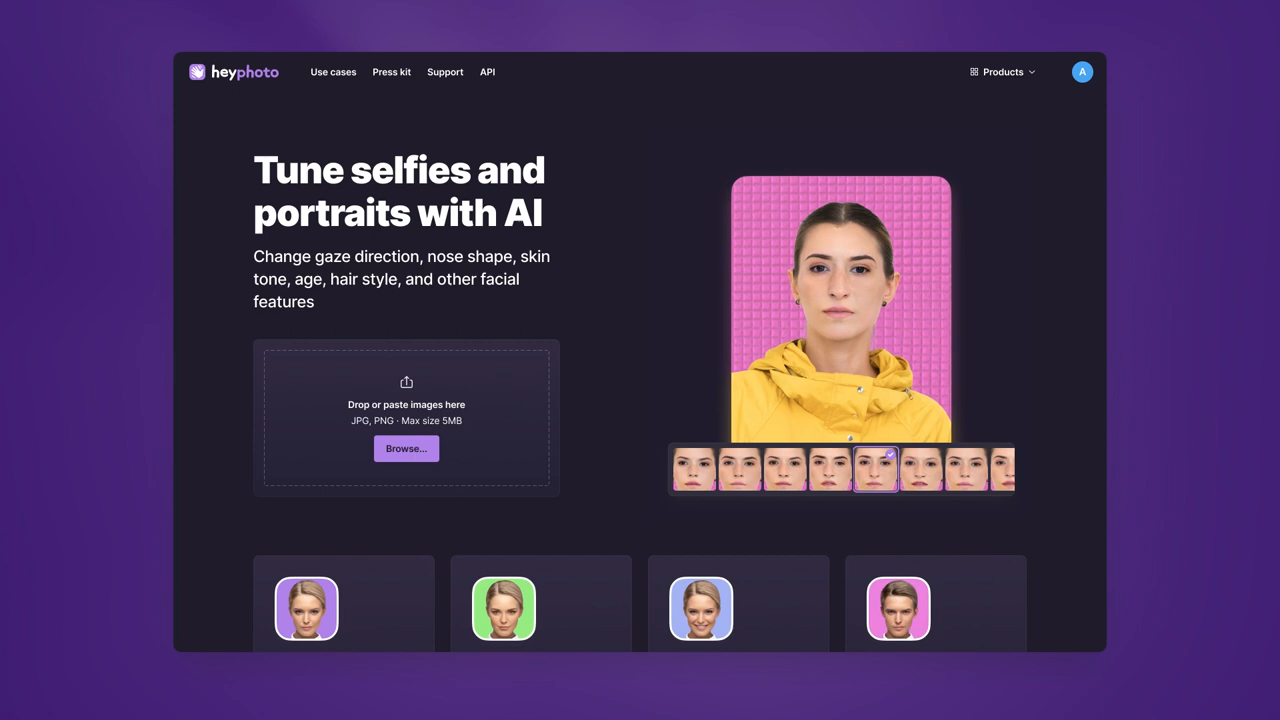 heyphoto
Use cases
Press kit
Support
API
Products
A
Tune selfies and
portraits with AI
Change gaze direction, nose shape, skin
tone, age, hair style, and other facial
features
Drop or paste images here
JPG, PNG · Max size 5MB
Browse...